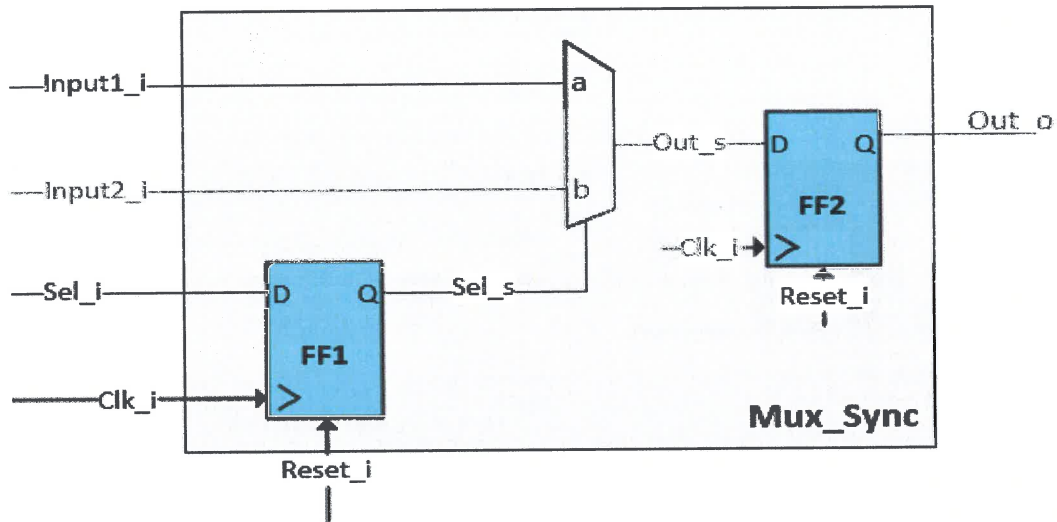 Input1_i
a
Out_o
Out_s
D
Q
Input2_i
b
FF2
Clk_i
Sel_i
D
Q
Sel_s
Reset_i
FF1
Clk_i
Mux_Sync
Reset_i